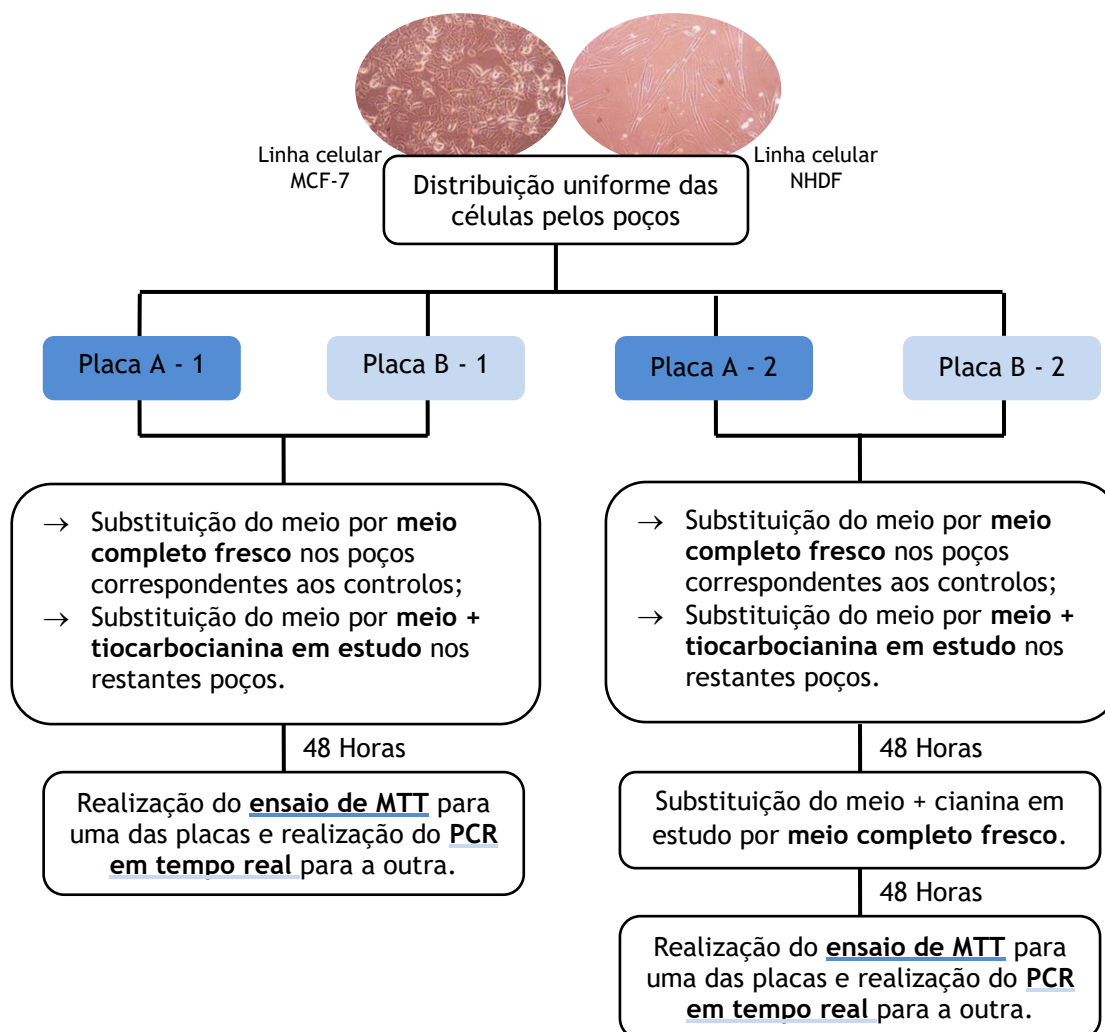 Linha celular
MCF-7
Linha celular
NHDF
Distribuição uniforme das
células pelos poços
Placa A - 1
Placa B - 1
Placa A - 2
Placa B - 2
→ Substituição do meio por meio
completo fresco nos poços
correspondentes aos controlos;
→ Substituição do meio por meio +
tiocarbocianina em estudo nos
restantes poços.
48 Horas
Realização do ensaio de MTT para
uma das placas e realização do PCR
em tempo real para a outra.
→ Substituição do meio por meio
completo fresco nos poços
correspondentes aos controlos;
→ Substituição do meio por meio +
tiocarbocianina em estudo nos
restantes poços.
48 Horas
Substituição do meio + cianina em
estudo por meio completo fresco.
48 Horas
Realização do ensaio de MTT para
uma das placas e realização do PCR
em tempo real para a outra.